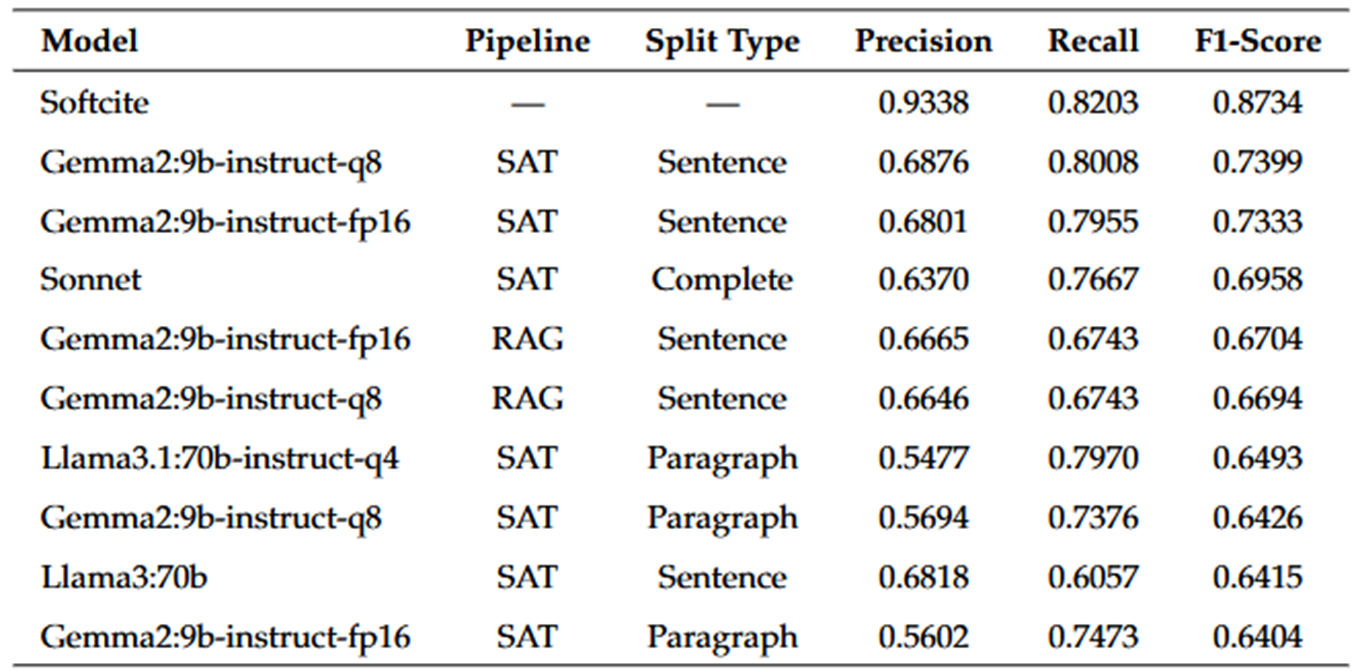 Model Pipeline Split Type Precision Recall F1-Score
Softcite — — 0.9338 0.8203 0.8734
Gemma2:9b-instruct-q8 SAT Sentence 0.6876 0.8008 0.7399
Gemma2:9b-instruct-fp16 SAT Sentence 0.6801 0.7955 0.7333
Sonnet SAT Complete 0.6370 0.7667 0.6958
Gemma2:9b-instruct-fp16 RAG Sentence 0.6665 0.6743 0.6704
Gemma2:9b-instruct-q8 RAG Sentence 0.6646 0.6743 0.6694
Llama3.1:70b-instruct-q4 SAT Paragraph 0.5477 0.7970 0.6493
Gemma2:9b-instruct-q8 SAT Paragraph 0.5694 0.7376 0.6426
Llama3:70b SAT Sentence 0.6818 0.6057 0.6415
Gemma2:9b-instruct-fp16 SAT Paragraph 0.5602 0.7473 0.6404